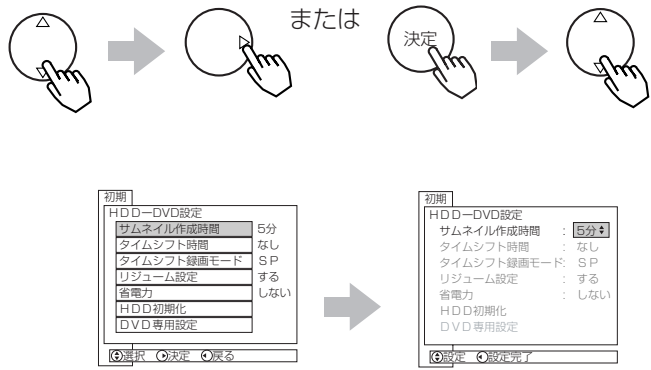 または
決定
初期
HDDーDVD設定
サムネイル作成時間 5分
タイムシフト時間 なし
タイムシフト録画モード SP
リジューム設定 する
省電力 しない
HDD初期化
DVD専用設定
選択 決定 戻る
初期
HDDーDVD設定
サムネイル作成時間 : 5分
タイムシフト時間 : なし
タイムシフト録画モード: SP
リジューム設定 : する
省電力 : しない
HDD初期化
DVD専用設定
設定 設定完了